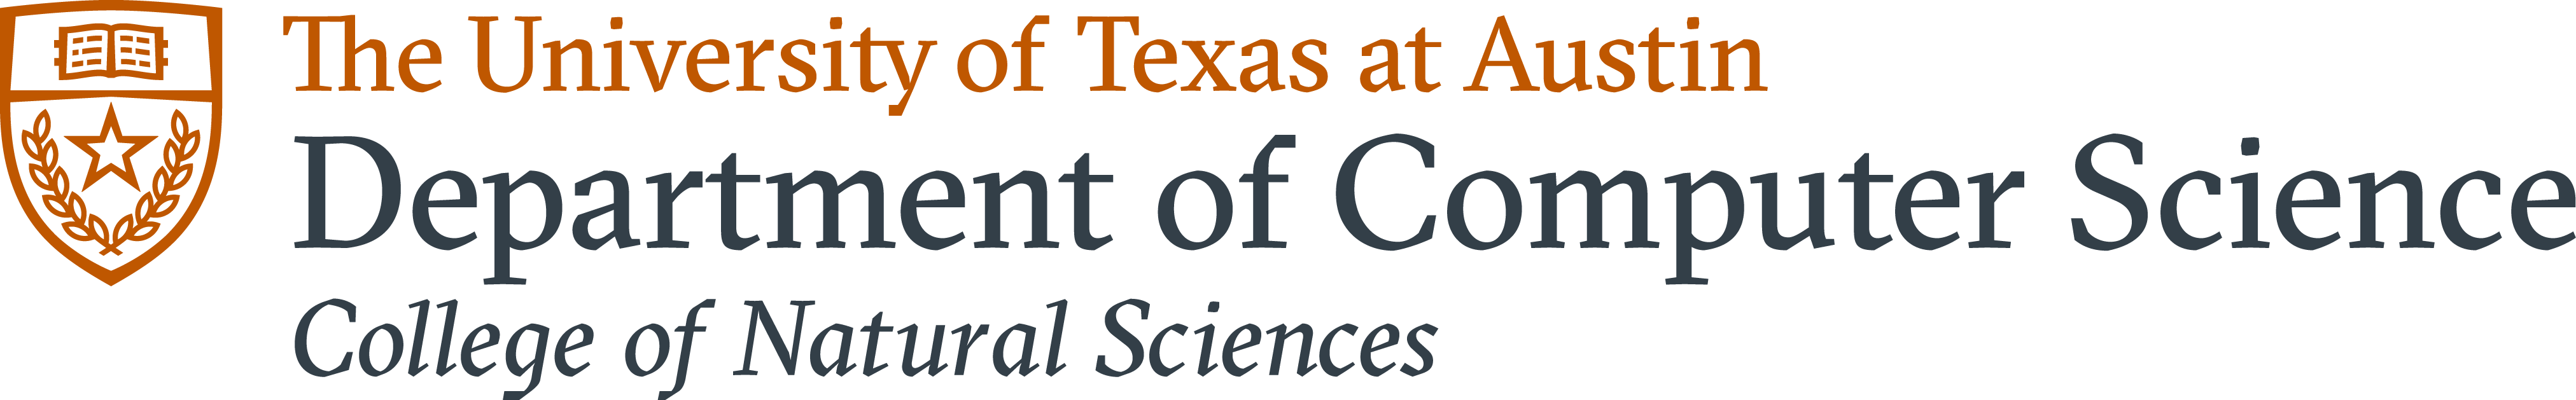 The University of Texas at Austin
Department of Computer Science
College of Natural Sciences